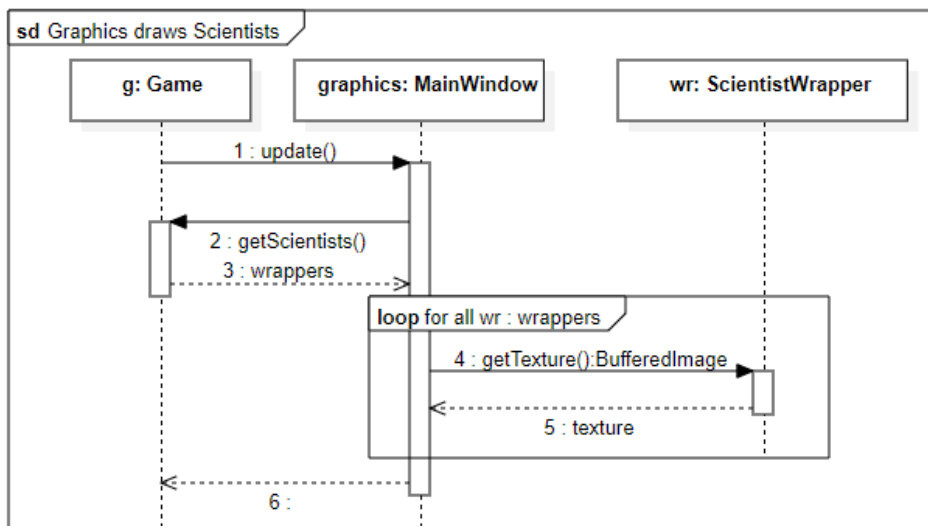 sd Graphics draws Scientists
g: Game
graphics: MainWindow
wr: ScientistWrapper
1 : update()
2 : getScientists()
3 : wrappers
loop for all wr : wrappers
4 : getTexture():BufferedImage
5 : texture
6 :